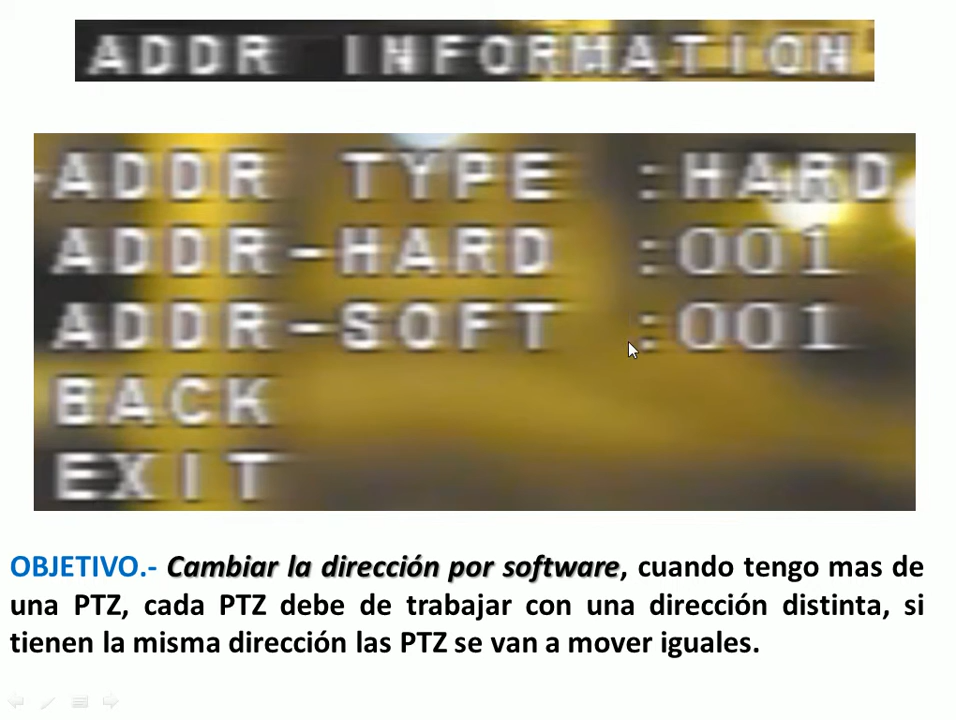 ADDR INFORMATION
ADDR TYPE :HARD
ADDR-HARD :001
ADDR-SOFT :001
BACK
EXIT
OBJETIVO.- Cambiar la dirección por software, cuando tengo mas de
una PTZ, cada PTZ debe de trabajar con una dirección distinta, si
tienen la misma dirección las PTZ se van a mover iguales.